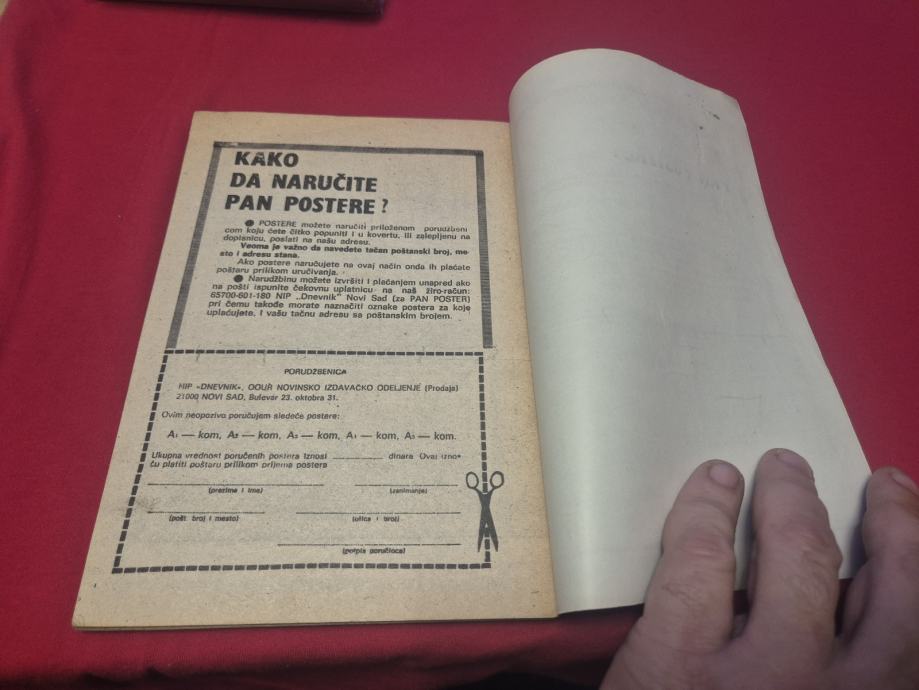 KAKO
DA NARUČITE
PAN POSTERE?
● POSTERE možete naručiti priloženom porudžbeni
com koju ćete čitko popuniti i u kovertu, ili zalepljenu na
dopisnicu, poslati na našu adresu.
Veoma je važno da navedete tačan poštanski broj, me-
sto i adresu stana.
Ako postere naručujete na ovaj način onda ih plaćate
poštaru prilikom uručivanja.
● Narudžbinu možete izvršiti i plaćanjem unapred ako
na pošti ispunite čekovnu uplatnicu na naš žiro-račun:
65700-601-180 NIP „Dnevnik" Novi Sad (za PAN POSTER)
pri čemu takođe morate naznačiti oznake postera za koje
uplaćujete, i vašu tačnu adresu sa poštanskim brojem.
PORUDŽBENICA
NIP »DNEVNIK«, OOUR NOVINSKO IZDAVAČKO ODELJENJE (Prodaja)
21000 NOVI SAD, Bulevar 23. oktobra 31.
Ovim neopozivo poručujem sledeće postere:
A₁ — kom, A₂ — kom, A₃ — kom, A₄ — kom, A₅ — kom.
Ukupna vrednost poručenih postera iznosi ______ dinara. Ovaj iznos
ću platiti poštaru prilikom prijema postera
(prezime i ime) (zanimanje)
(pošt. broj i mesto) (ulica i broj)
(potpis poručioca)